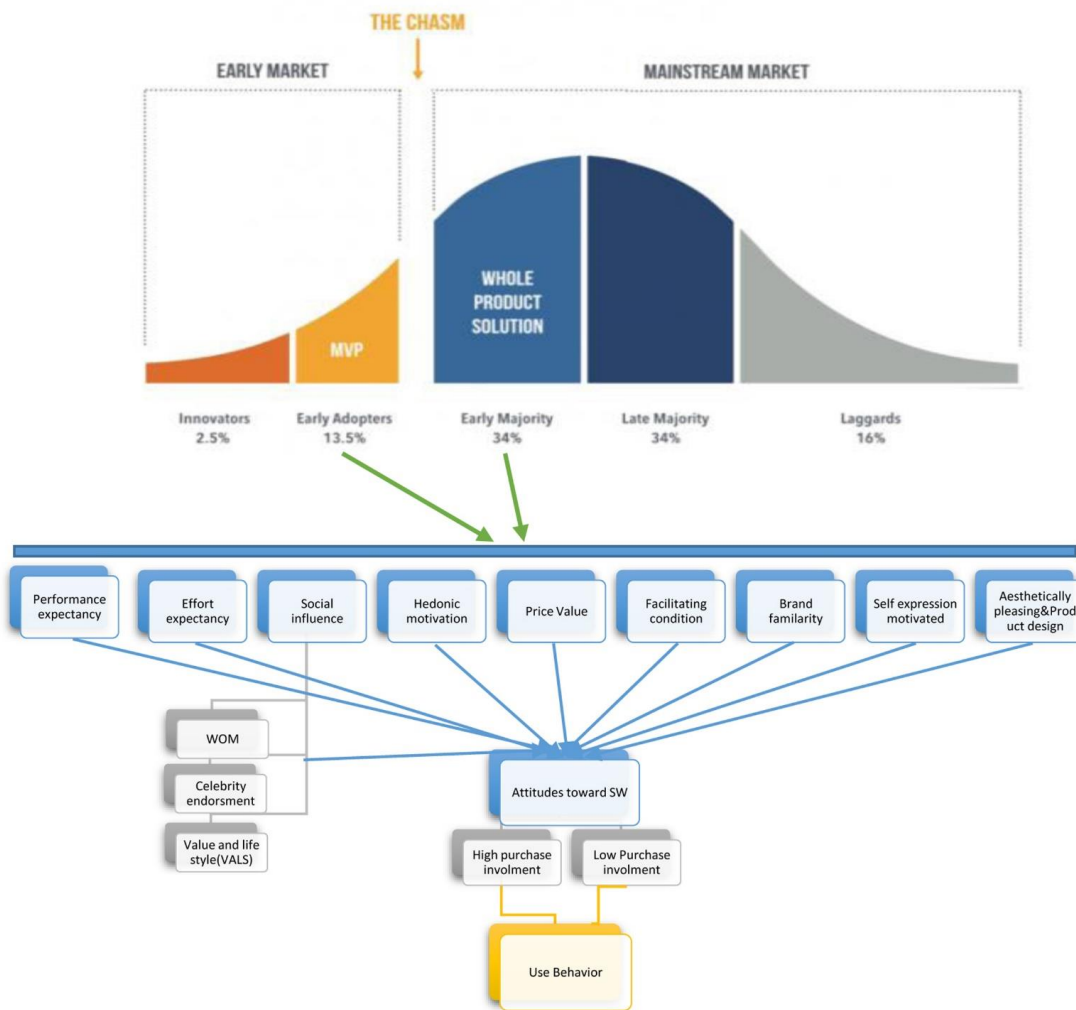 THE CHASM
EARLY MARKET
MAINSTREAM MARKET
WHOLE
PRODUCT
SOLUTION
MVP
Innovators
2.5%
Early Adopters
13.5%
Early Majority
34%
Late Majority
34%
Laggards
16%
Performance
expectancy
Effort
expectancy
Social
influence
Hedonic
motivation
Price Value
Facilitating
condition
Brand
familarity
Self expression
motivated
Aesthetically
pleasing&Prod
uct design
WOM
Celebrity
endorsment
Value and life
style(VALS)
Attitudes toward SW
High purchase
involment
Low Purchase
involment
Use Behavior